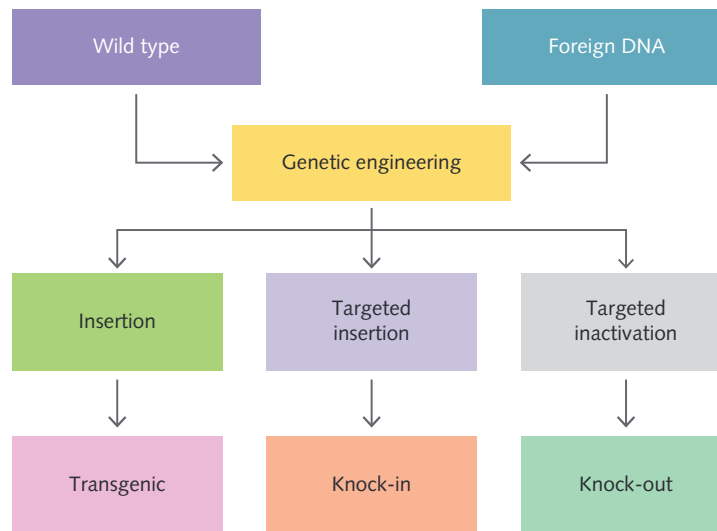 Wild type
Foreign DNA
Genetic engineering
Insertion
Targeted
insertion
Targeted
inactivation
Transgenic
Knock-in
Knock-out